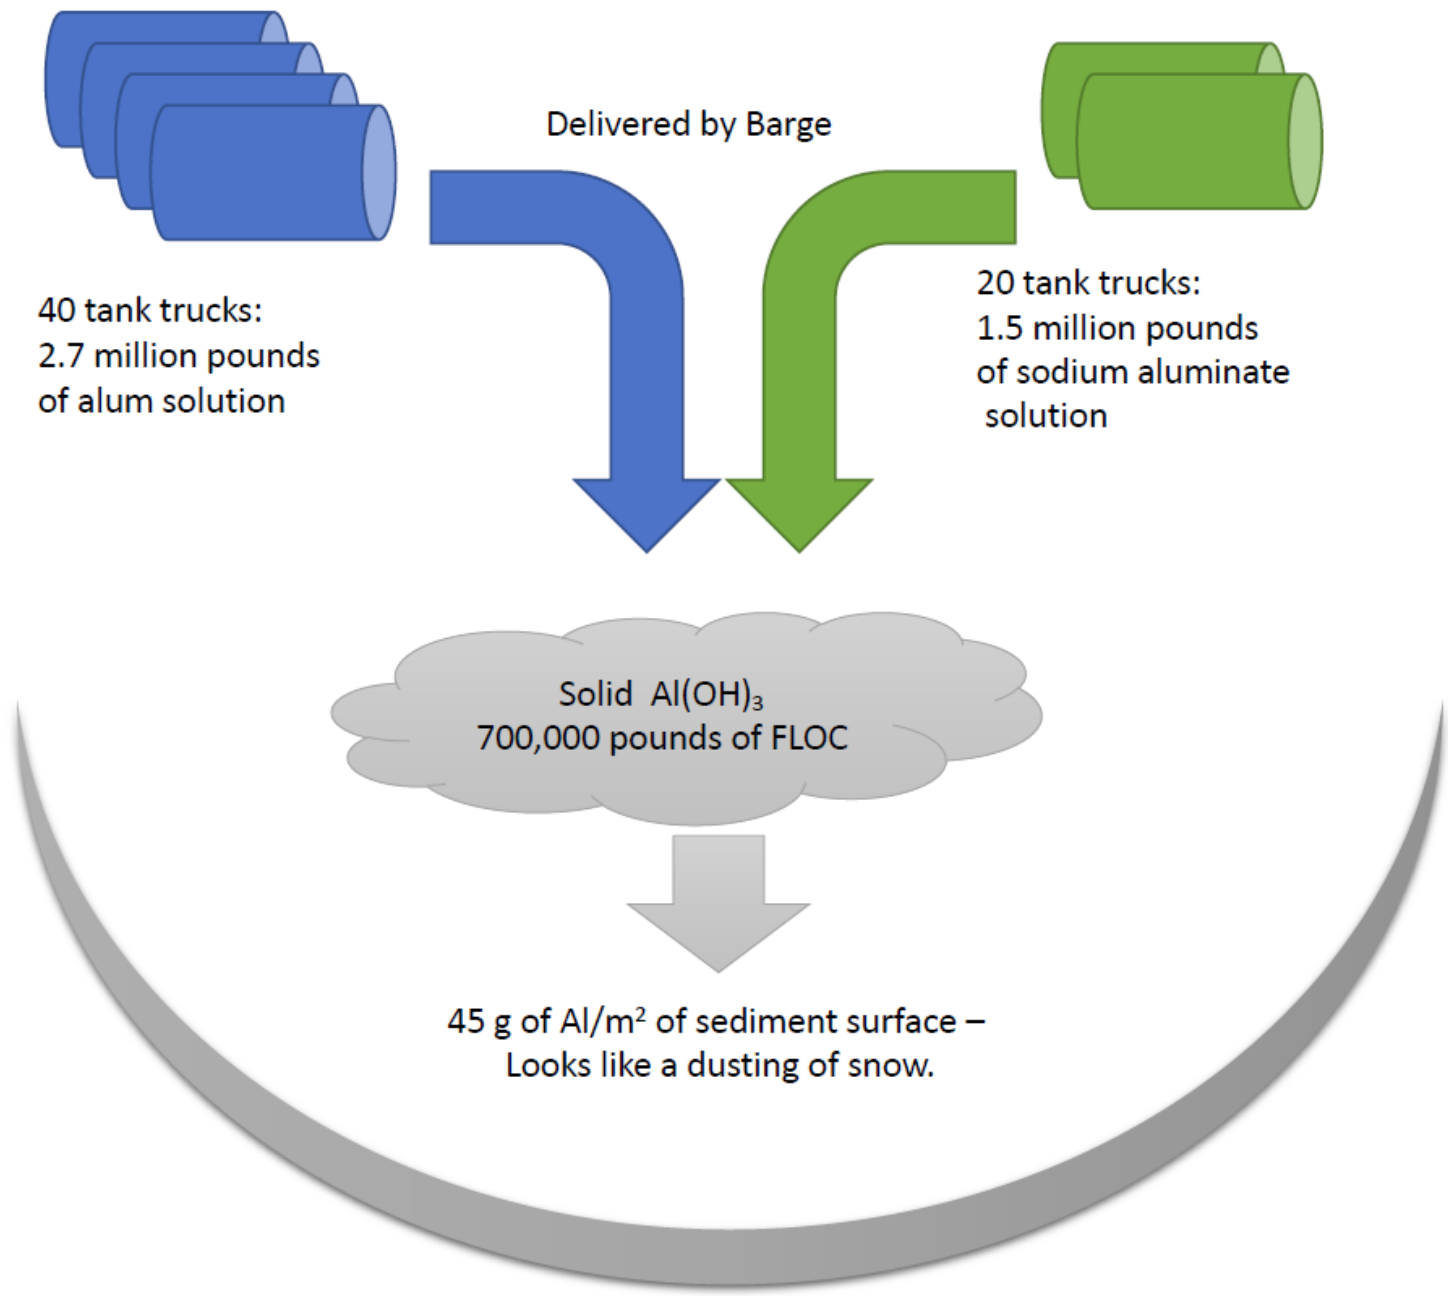 Delivered by Barge
40 tank trucks:
2.7 million pounds
of alum solution
20 tank trucks:
1.5 million pounds
of sodium aluminate
solution
Solid  Al(OH)₃
700,000 pounds of FLOC
45 g of Al/m² of sediment surface –
Looks like a dusting of snow.